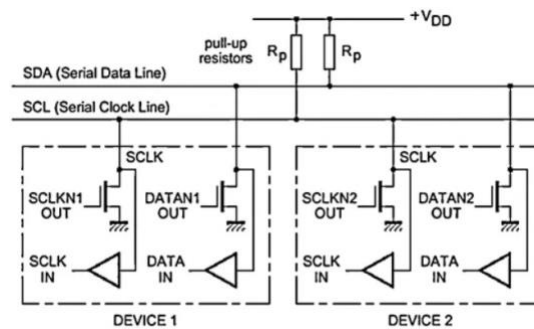 +VDD
pull-up
resistors
Rp
Rp
SDA (Serial Data Line)
SCL (Serial Clock Line)
SCLK
SCLK
SCLKN1
OUT
DATAN1
OUT
SCLKN2
OUT
DATAN2
OUT
SCLK
IN
DATA
IN
SCLK
IN
DATA
IN
DEVICE 1
DEVICE 2